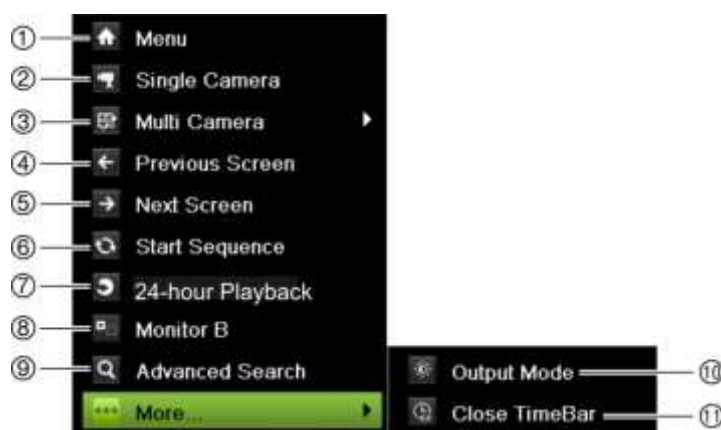 ① Menu
② Single Camera
③ Multi Camera
④ Previous Screen
⑤ Next Screen
⑥ Start Sequence
⑦ 24-hour Playback
⑧ Monitor B
⑨ Advanced Search
More...
Output Mode ⑩
Close TimeBar ⑪